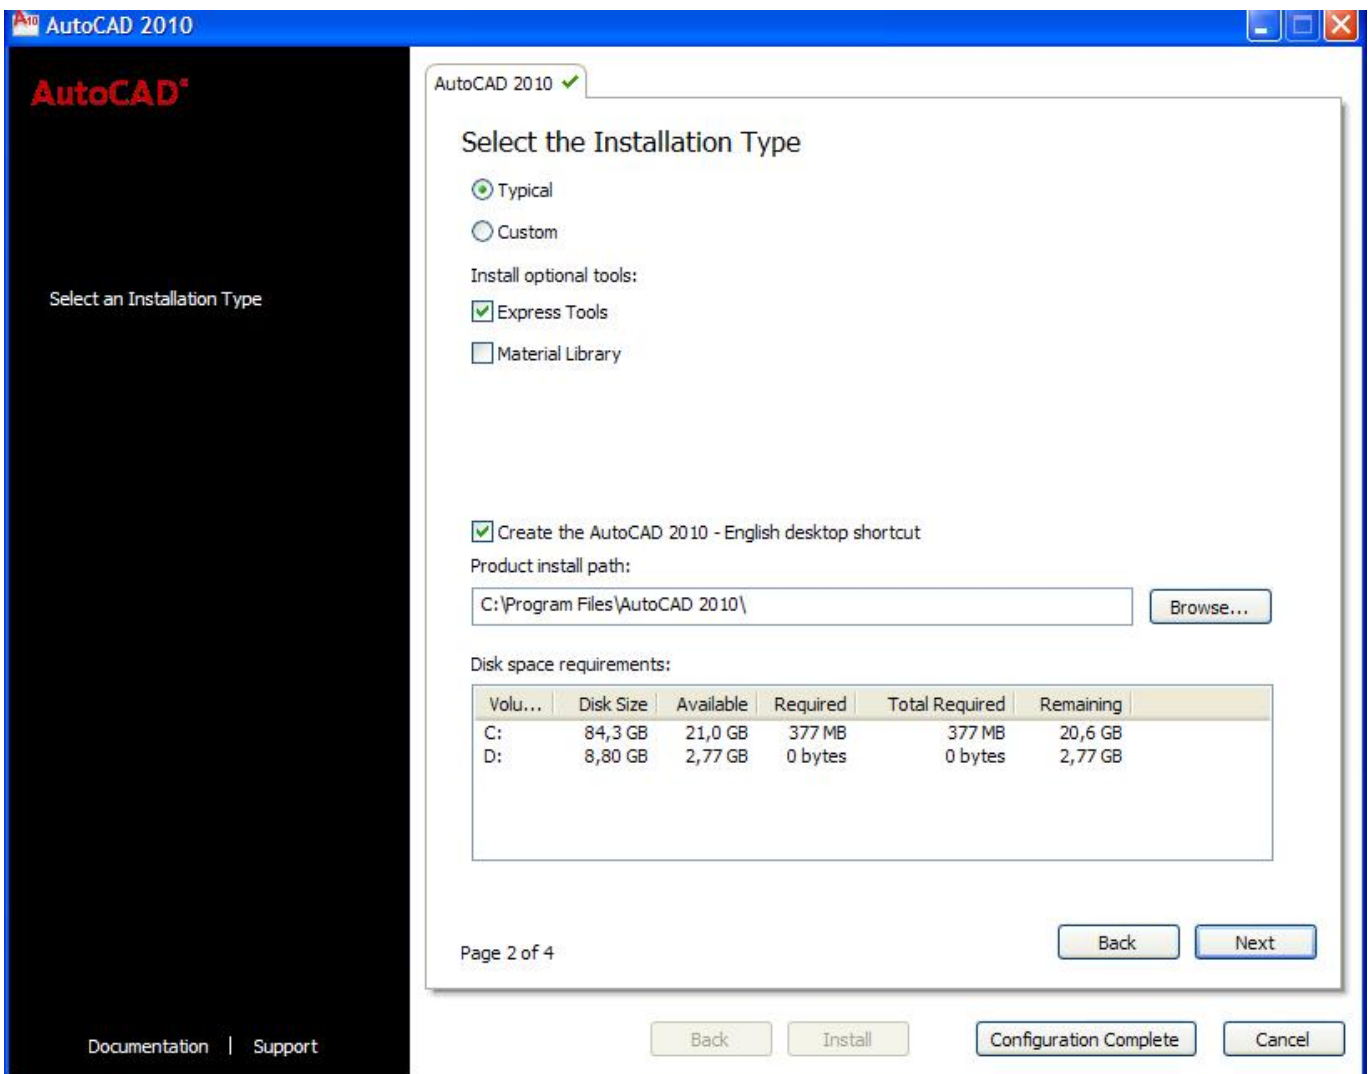 AutoCAD 2010
AutoCAD®
Select an Installation Type
Documentation | Support
AutoCAD 2010
Select the Installation Type
Typical
Custom
Install optional tools:
Express Tools
Material Library
Create the AutoCAD 2010 - English desktop shortcut
Product install path:
C:\Program Files\AutoCAD 2010\
Browse...
Disk space requirements:
Volu... Disk Size Available Required Total Required Remaining
C: 84,3 GB 21,0 GB 377 MB 377 MB 20,6 GB
D: 8,80 GB 2,77 GB 0 bytes 0 bytes 2,77 GB
Page 2 of 4
Back Next
Back Install Configuration Complete Cancel